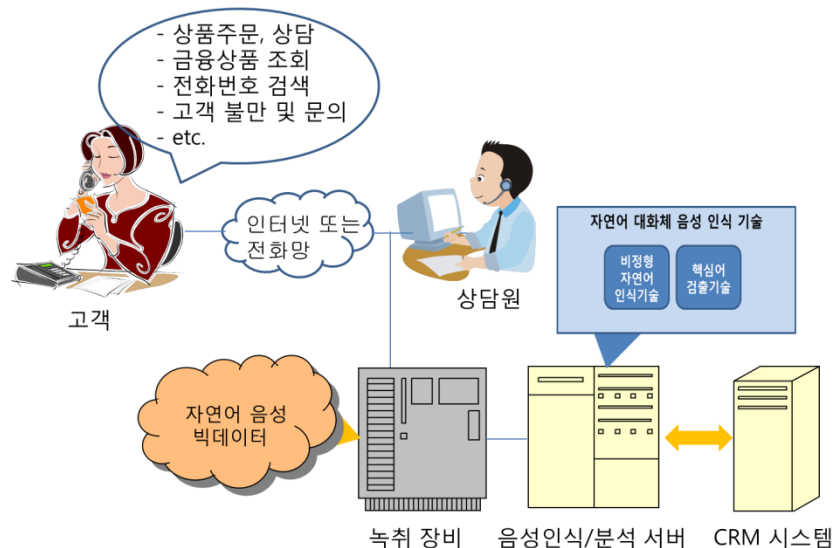 - 상품주문, 상담
- 금융상품 조회
- 전화번호 검색
- 고객 불만 및 문의
- etc.
인터넷 또는
전화망
고객
상담원
자연어 대화체 음성 인식 기술
비정형
자연어
인식기술
핵심어
검출기술
자연어 음성
빅데이터
녹취 장비
음성인식/분석 서버
CRM 시스템